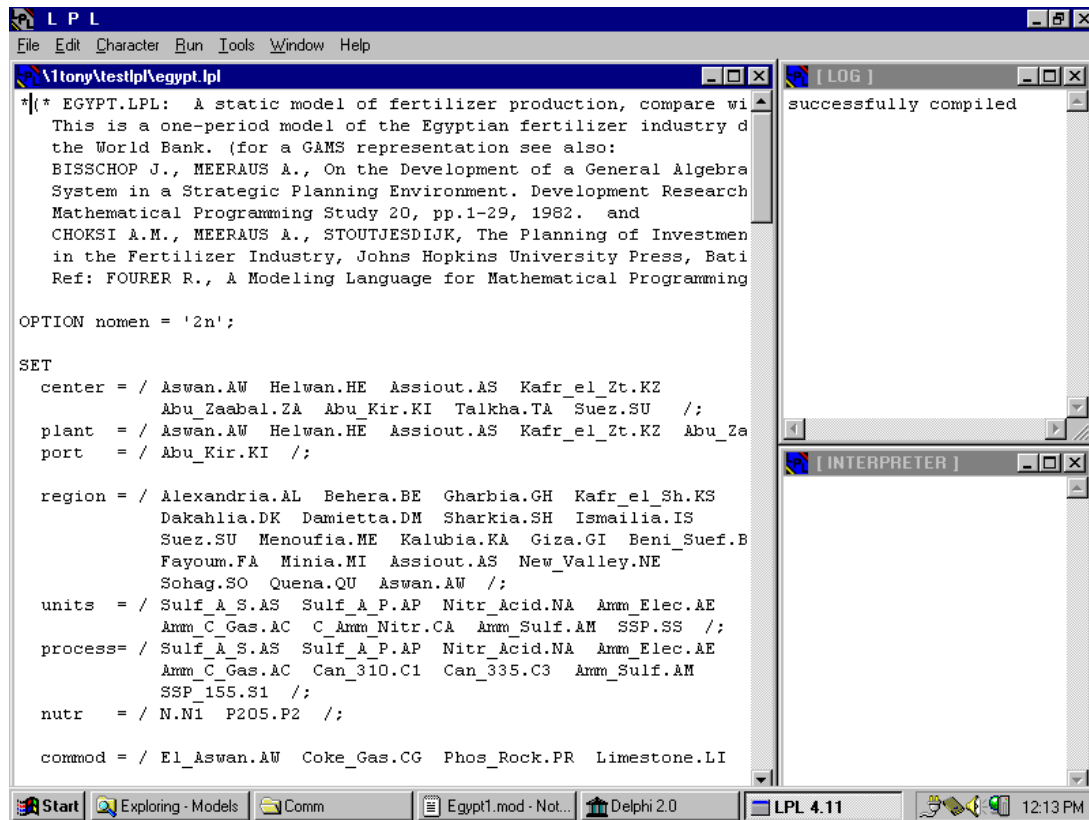 L P L
File Edit Character Run Tools Window Help
\1tony\testlpl\egypt.lpl
*(* EGYPT.LPL: A static model of fertilizer production, compare wi
This is a one-period model of the Egyptian fertilizer industry d
the World Bank. (for a GAMS representation see also:
BISSCHOP J., MEERAUS A., On the Development of a General Algebra
System in a Strategic Planning Environment. Development Research
Mathematical Programming Study 20, pp.1-29, 1982. and
CHOKSI A.M., MEERAUS A., STOUTJESDIJK, The Planning of Investmen
in the Fertilizer Industry, Johns Hopkins University Press, Bati
Ref: FOURER R., A Modeling Language for Mathematical Programming
OPTION nomen = '2n';
SET
center = / Aswan.AW Helwan.HE Assiout.AS Kafr_el_Zt.KZ
Abu_Zaabal.ZA Abu_Kir.KI Talkha.TA Suez.SU /;
plant = / Aswan.AW Helwan.HE Assiout.AS Kafr_el_Zt.KZ Abu_Za
port = / Abu_Kir.KI /;
region = / Alexandria.AL Behera.BE Gharbia.GH Kafr_el_Sh.KS
Dakahlia.DK Damietta.DM Sharkia.SH Ismailia.IS
Suez.SU Menoufia.ME Kalubia.KA Giza.GI Beni_Suef.B
Fayoum.FA Minia.MI Assiout.AS New_Valley.NE
Sohag.SO Quena.QU Aswan.AW /;
units = / Sulf_A_S.AS Sulf_A_P.AP Nitr_Acid.NA Amm_Elec.AE
Amm_C_Gas.AC C_Amm_Nitr.CA Amm_Sulf.AM SSP.SS /;
process= / Sulf_A_S.AS Sulf_A_P.AP Nitr_Acid.NA Amm_Elec.AE
Amm_C_Gas.AC Can_310.C1 Can_335.C3 Amm_Sulf.AM
SSP_155.S1 /;
nutr = / N.N1 P205.P2 /;
commod = / El_Aswan.AW Coke_Gas.CG Phos_Rock.PR Limestone.LI
[ LOG ]
successfully compiled
[ INTERPRETER ]
Start Exploring - Models Comm Egypt1.mod - Not... Delphi 2.0 LPL 4.11 12:13 PM